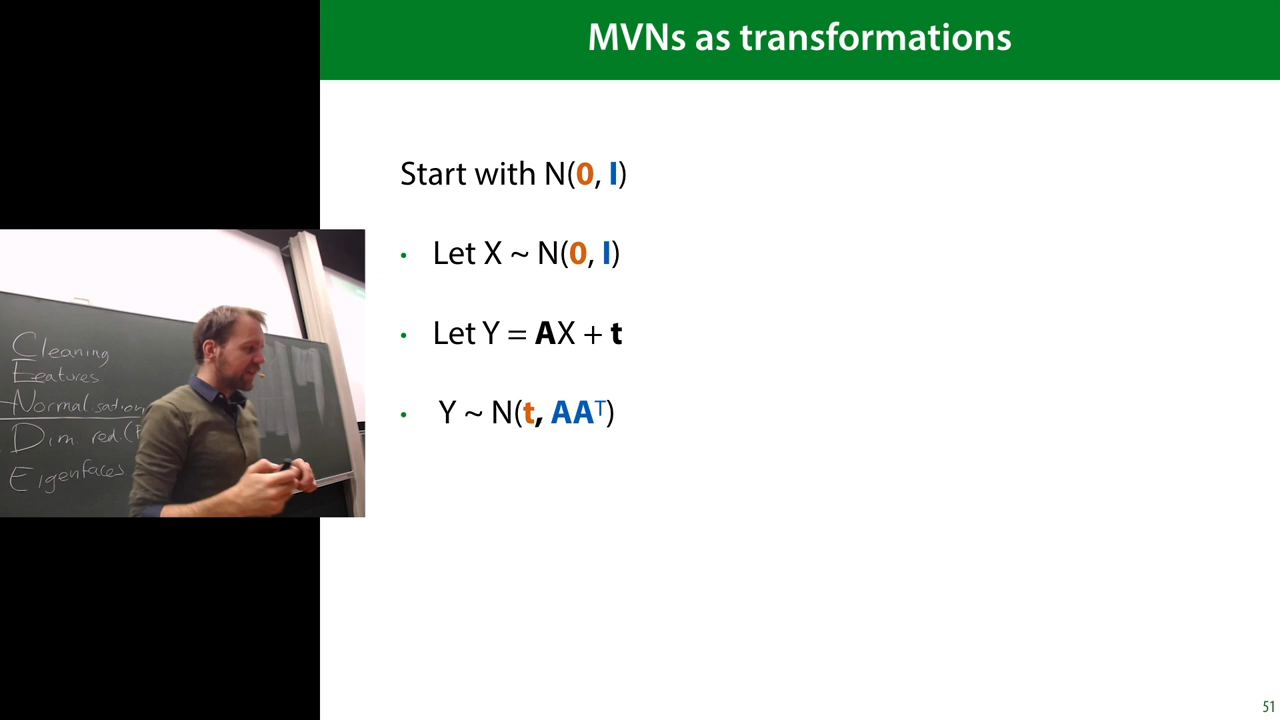 MVNs as transformations
Start with N(0, I)
• Let X ~ N(0, I)
• Let Y = AX + t
• Y ~ N(t, AAᵀ)
Cleaning
Features
Normalisation
Dim. red. (P
Eigenfaces
51